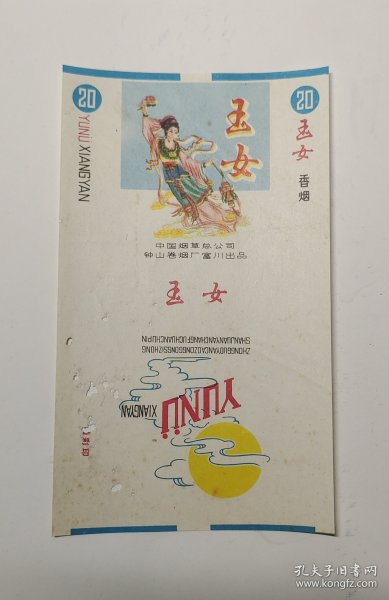 20
YUNÜ XIANGYAN
玉女
20
玉女
香烟
中国烟草总公司
钟山卷烟厂富川出品
玉女
ZHONGGUOYANCAOZONGGONGSIZHONG
SHANJUANYANCHANGFUCHUANCHUPIN
YUNÜ
XIANGYAN
孔夫子旧书网